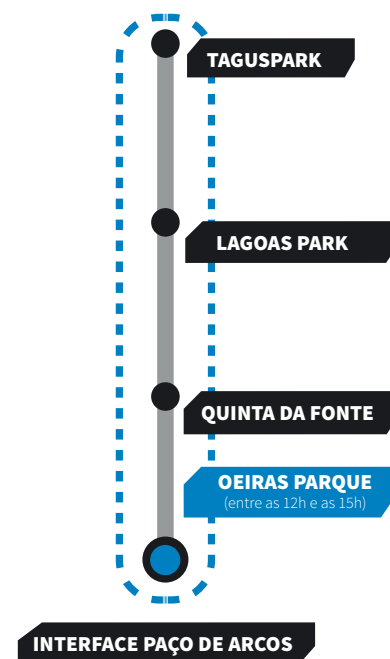 TAGUSPARK
LAGOAS PARK
QUINTA DA FONTE
OEIRAS PARQUE
(entre as 12h e as 15h)
INTERFACE PAÇO DE ARCOS